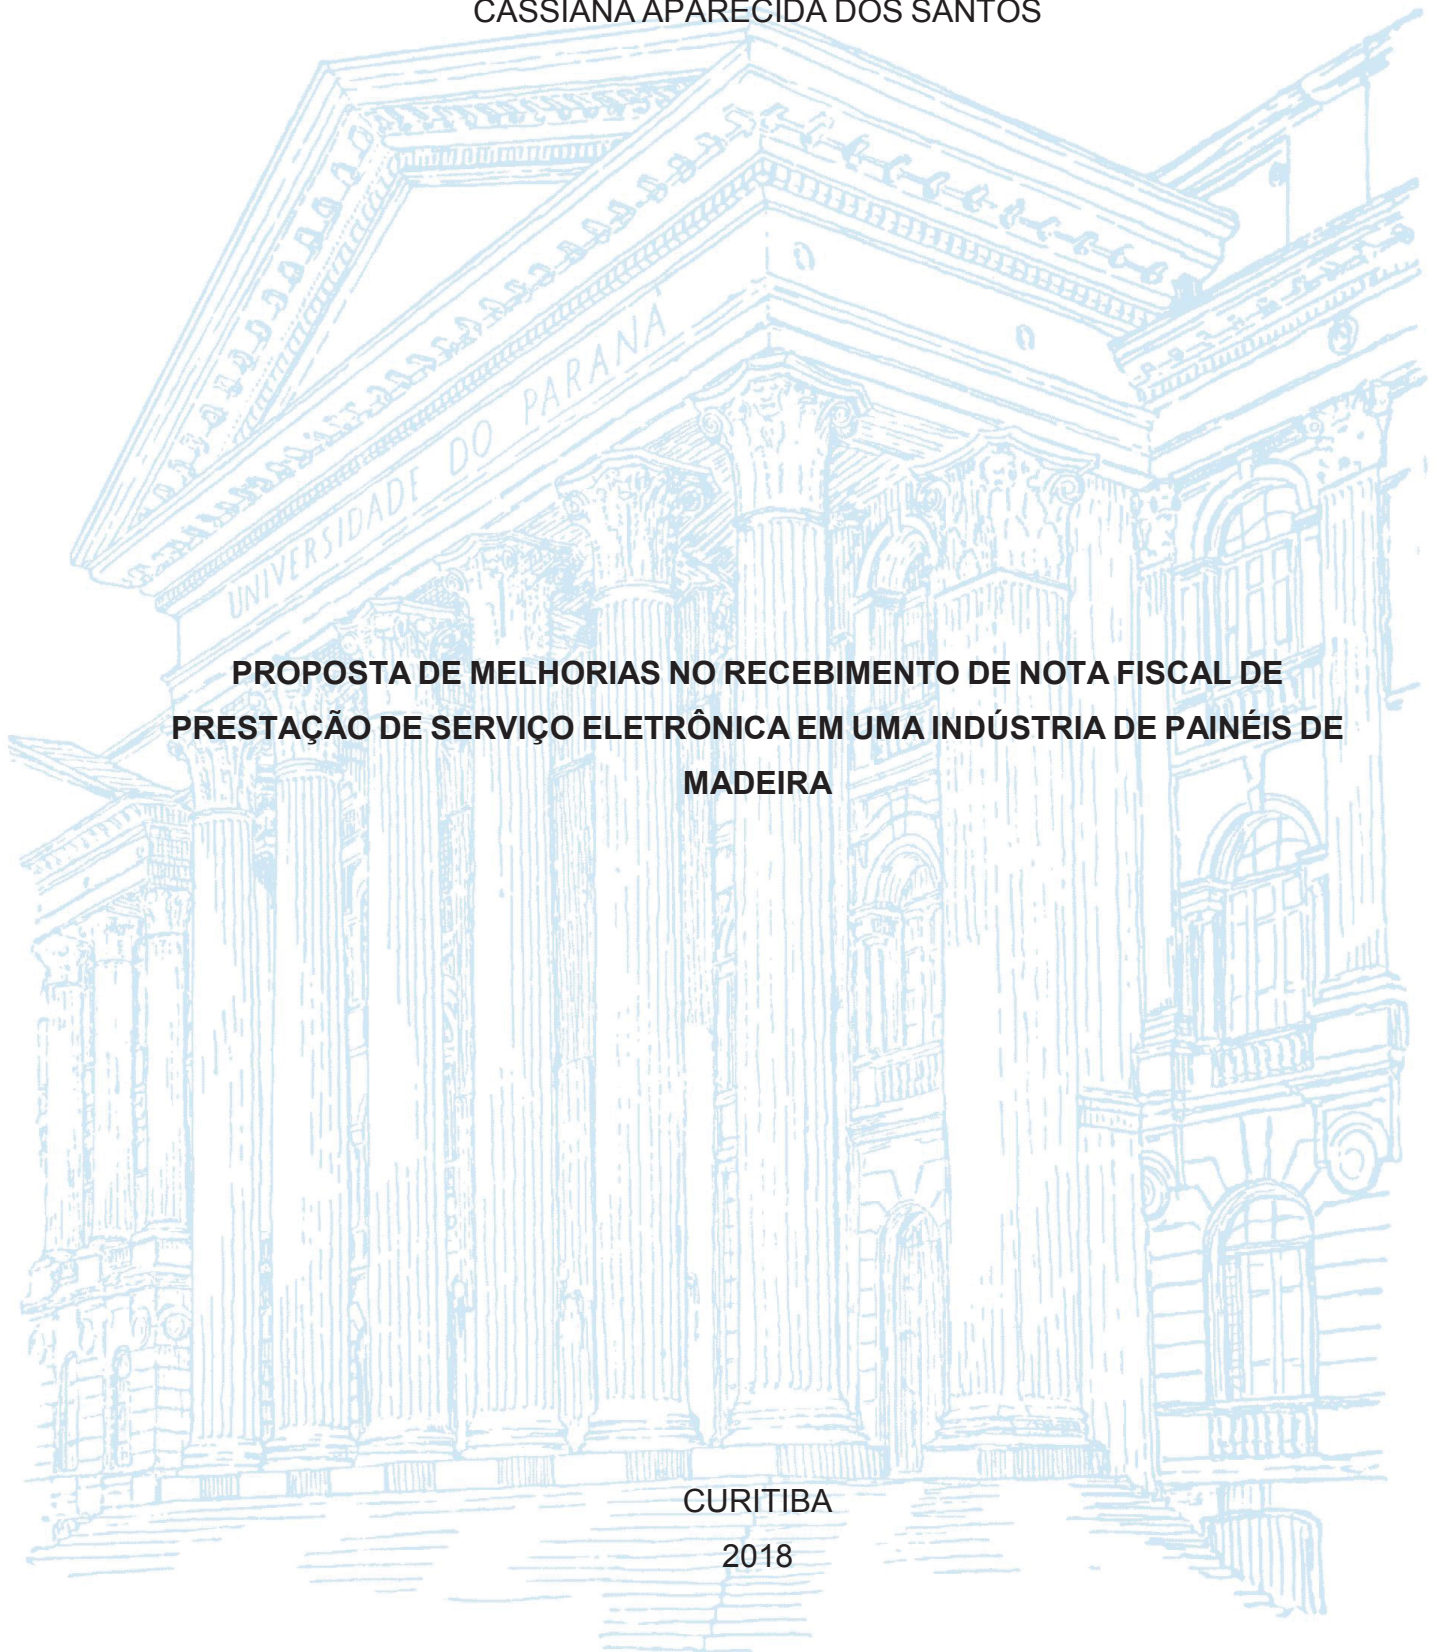 CASSIANA APARECIDA DOS SANTOS
UNIVERSIDADE DO PARANÁ
PROPOSTA DE MELHORIAS NO RECEBIMENTO DE NOTA FISCAL DE
PRESTAÇÃO DE SERVIÇO ELETRÔNICA EM UMA INDÚSTRIA DE PAINÉIS DE
MADEIRA
CURITIBA
2018